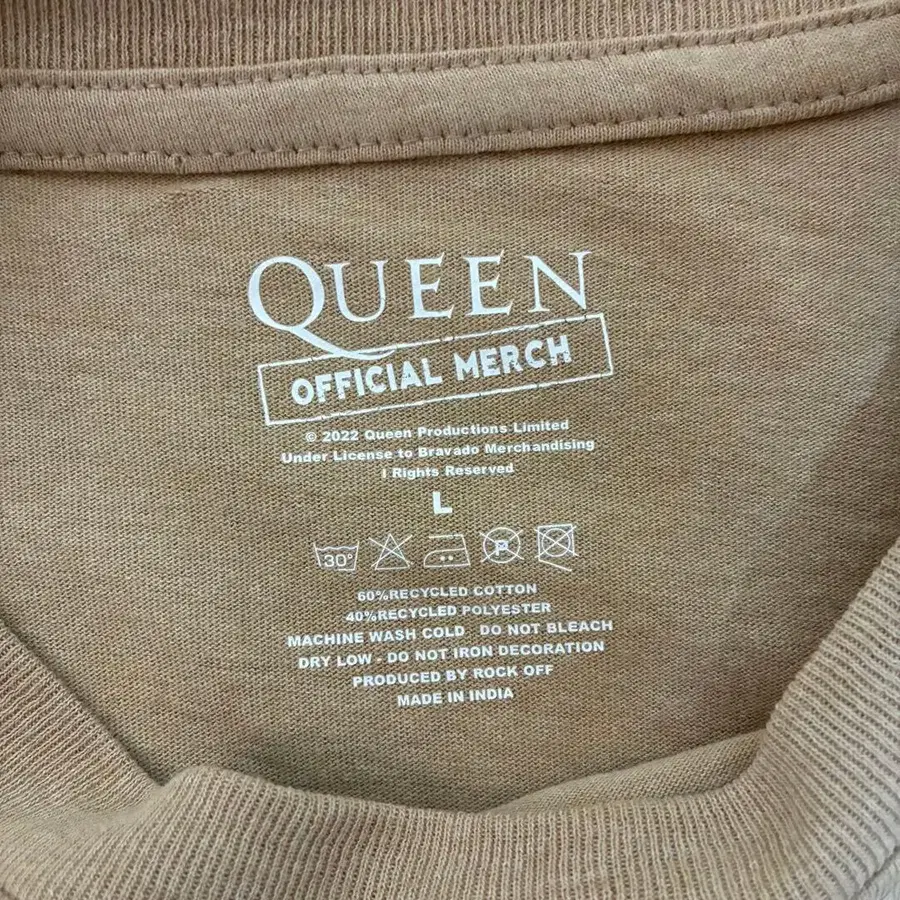 QUEEN
OFFICIAL MERCH
© 2022 Queen Productions Limited
Under License to Bravado Merchandising
l Rights Reserved
L
30°
P
60%RECYCLED COTTON
40%RECYCLED POLYESTER
MACHINE WASH COLD DO NOT BLEACH
DRY LOW - DO NOT IRON DECORATION
PRODUCED BY ROCK OFF
MADE IN INDIA